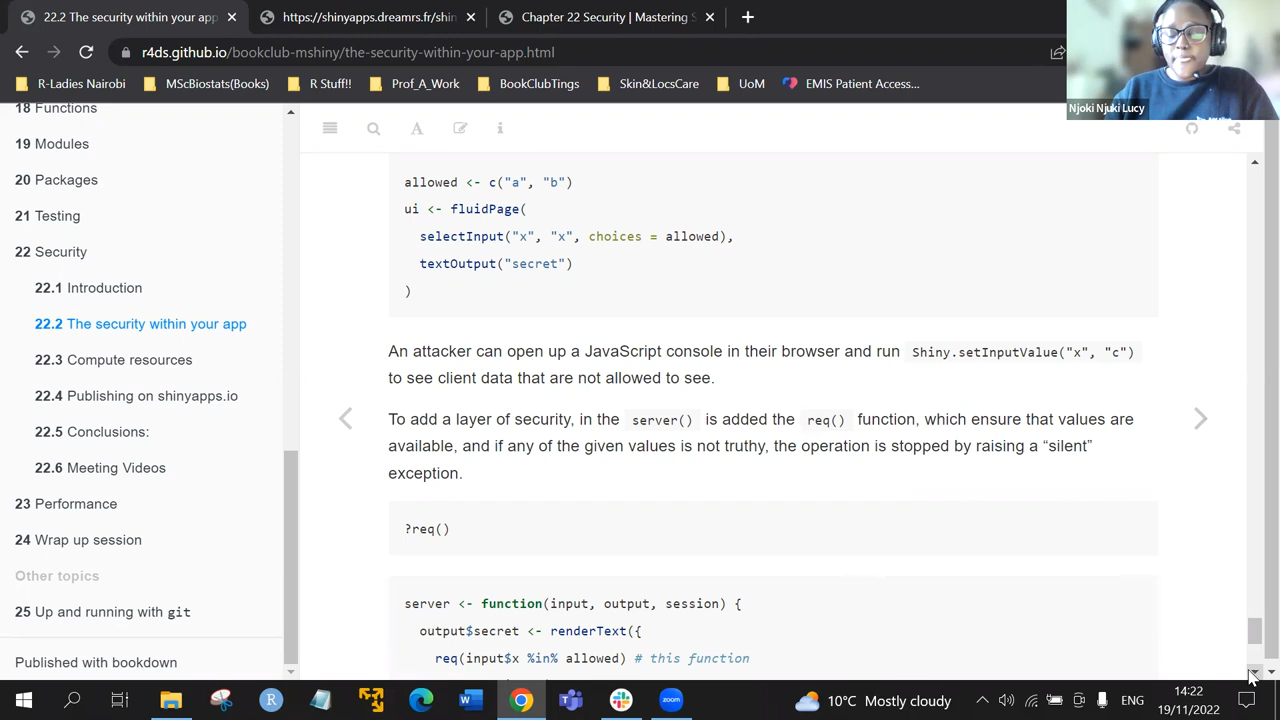 22.2 The security within your app
https://shinyapps.dreamrs.fr/shin
Chapter 22 Security | Mastering S
r4ds.github.io/bookclub-mshiny/the-security-within-your-app.html
R-Ladies Nairobi
MScBiostats(Books)
R Stuff!!
Prof_A_Work
BookClubTings
Skin&LocsCare
UoM
EMIS Patient Access...
Njoki Njuki Lucy
18 Functions
19 Modules
20 Packages
21 Testing
22 Security
22.1 Introduction
22.2 The security within your app
22.3 Compute resources
22.4 Publishing on shinyapps.io
22.5 Conclusions:
22.6 Meeting Videos
23 Performance
24 Wrap up session
Other topics
25 Up and running with git
Published with bookdown
allowed <- c("a", "b")
ui <- fluidPage(
selectInput("x", "x", choices = allowed),
textOutput("secret")
)
An attacker can open up a JavaScript console in their browser and run Shiny.setInputValue("x", "c")
to see client data that are not allowed to see.
To add a layer of security, in the server() is added the req() function, which ensure that values are
available, and if any of the given values is not truthy, the operation is stopped by raising a “silent”
exception.
?req()
server <- function(input, output, session) {
output$secret <- renderText({
req(input$x %in% allowed) # this function
10°C Mostly cloudy
ENG
14:22
19/11/2022